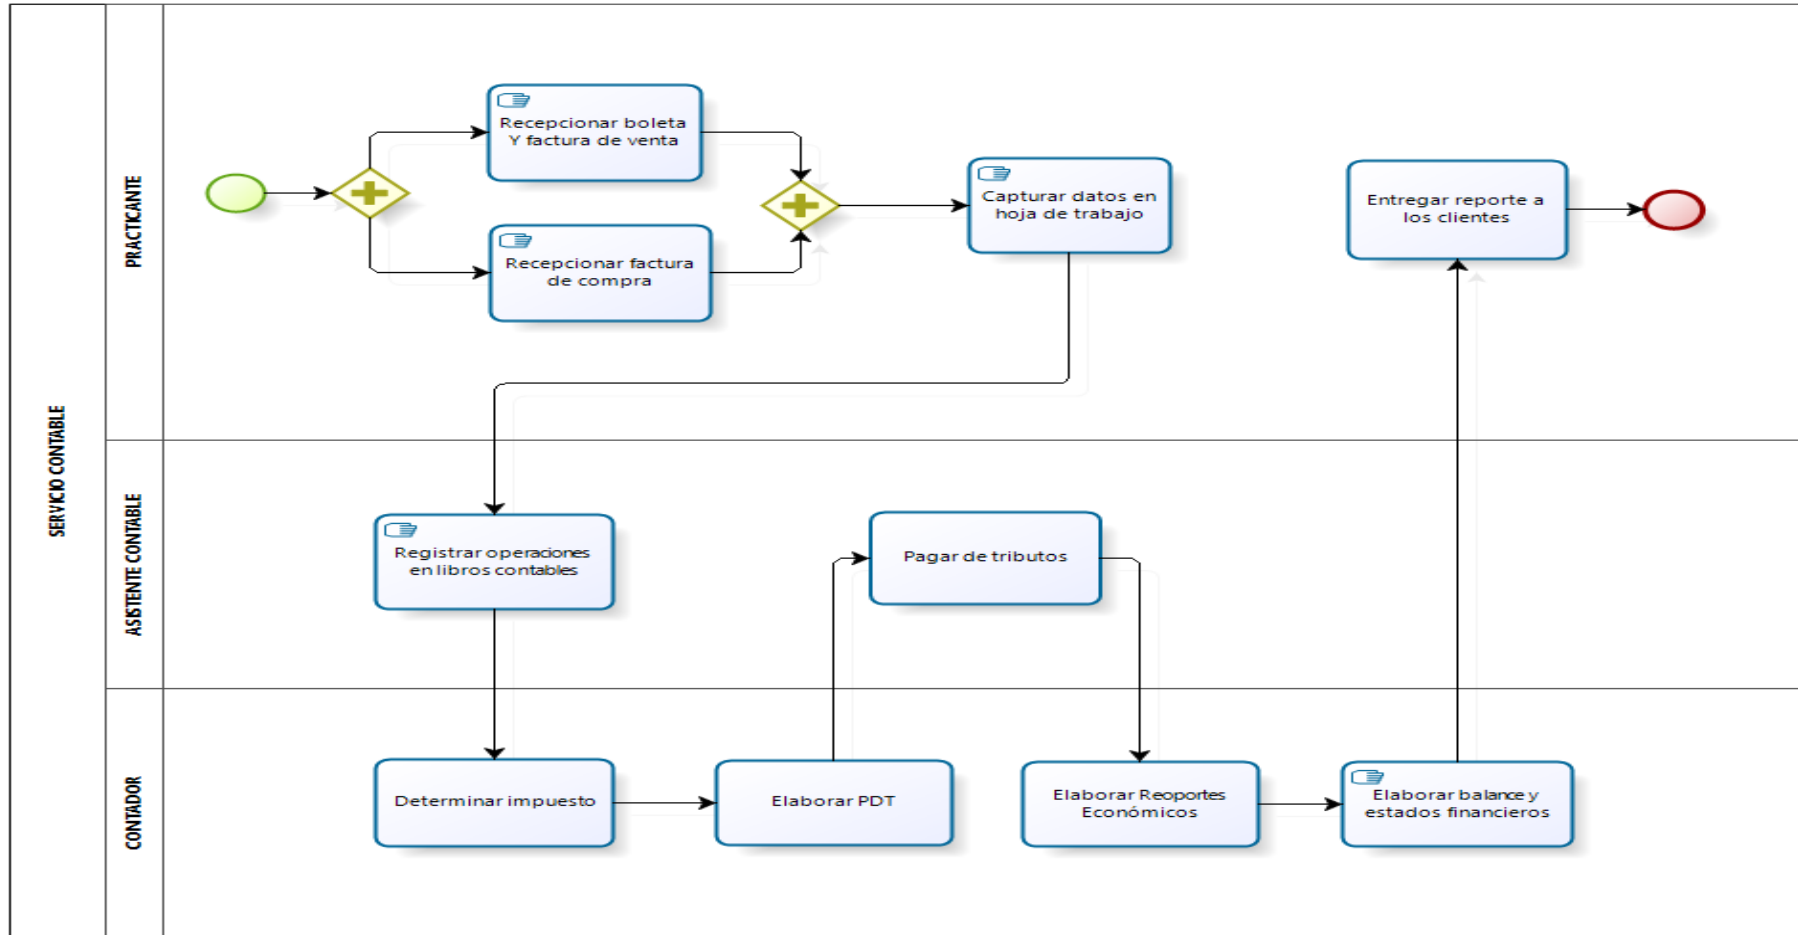 SERVICIO CONTABLE
PRACTICANTE
Recepcionar boleta
Y factura de venta
Recepcionar factura
de compra
Capturar datos en
hoja de trabajo
Entregar reporte a
los clientes
ASISTENTE CONTABLE
Registrar operaciones
en libros contables
Pagar de tributos
CONTADOR
Determinar impuesto
Elaborar PDT
Elaborar Reoportes
Económicos
Elaborar balance y
estados financieros